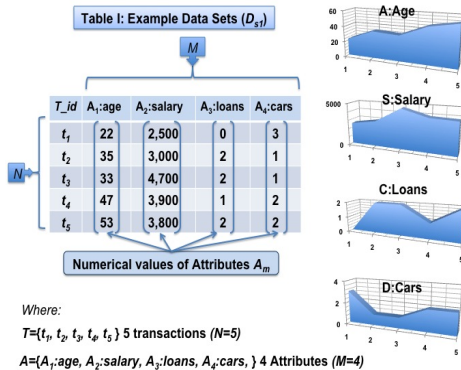 Table I: Example Data Sets (D_s1)
M
T_id A₁:age A₂:salary A₃:loans A₄:cars
t₁ 22 2,500 0 3
t₂ 35 3,000 2 1
t₃ 33 4,700 2 1
t₄ 47 3,900 1 2
t₅ 53 3,800 2 2
N
Numerical values of Attributes Aₘ
Where:
T={t₁, t₂, t₃, t₄, t₅ } 5 transactions (N=5)
A={A₁:age, A₂:salary, A₃:loans, A₄:cars, } 4 Attributes (M=4)
A:Age
60
40
20
0
1 2 3 4 5
S:Salary
5000
0
1 2 3 4 5
C:Loans
2
1
0
1 2 3 4 5
D:Cars
4
2
0
1 2 3 4 5